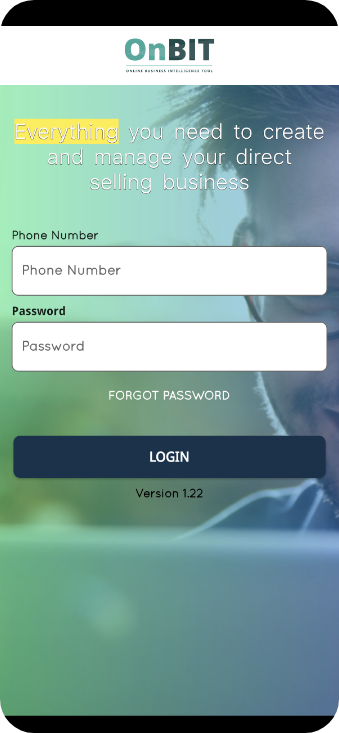 OnBIT
ONLINE BUSINESS INTELLIGENCE TOOL
Everything you need to create
and manage your direct
selling business
Phone Number
Phone Number
Password
Password
FORGOT PASSWORD
LOGIN
Version 1.22